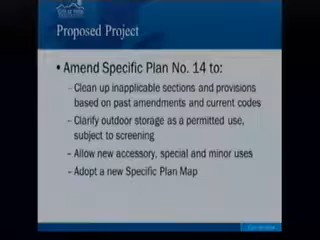 Proposed Project
• Amend Specific Plan No. 14 to:
– Clean up inapplicable sections and provisions
based on past amendments and current codes
– Clarify outdoor storage as a permitted use,
subject to screening
– Allow new accessory, special and minor uses
– Adopt a new Specific Plan Map